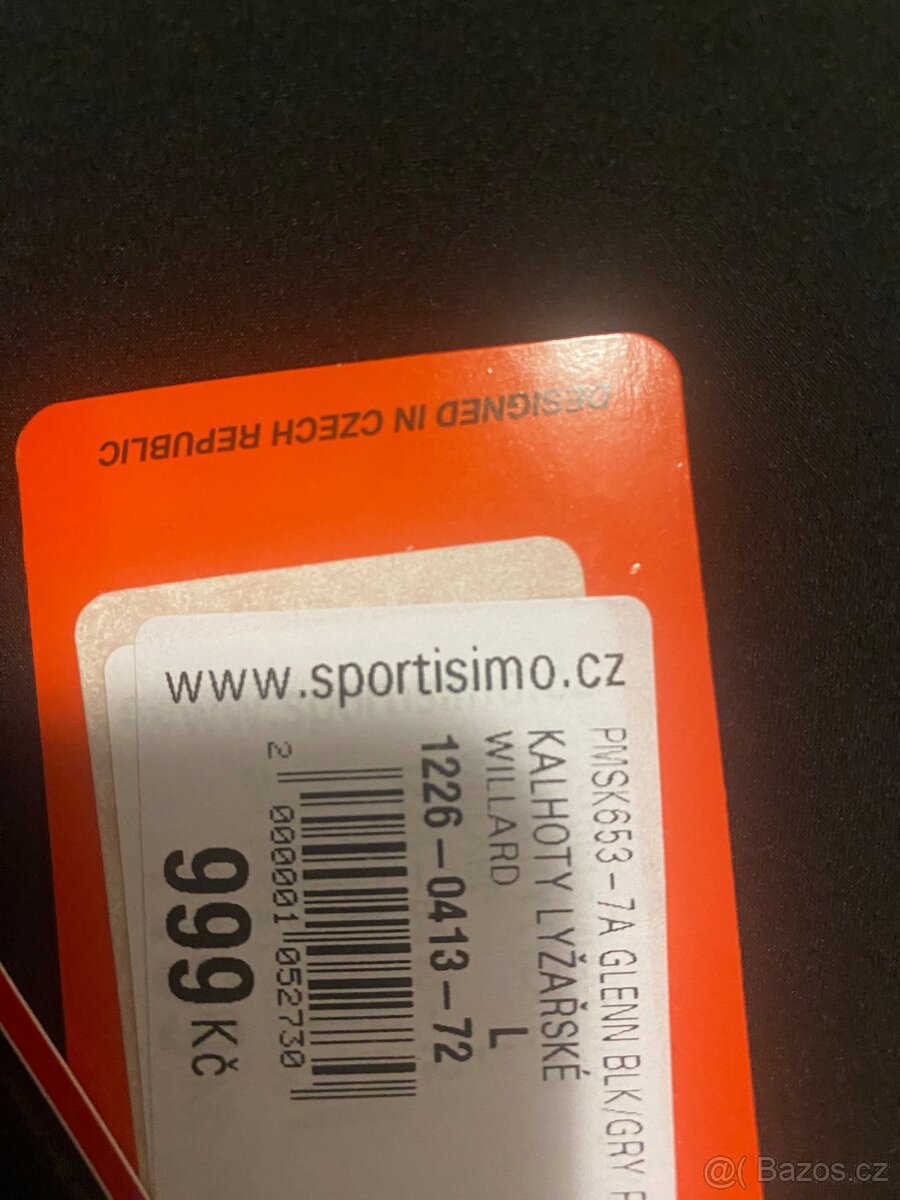 DESIGNED IN CZECH REPUBLIC
www.sportisimo.cz
PMSK653-7A GLENN BLK/GRY
KALHOTY LYŽAŘSKÉ
WILLARD L
1226-0413-72
2 000001 052730
999 Kč
@( Bazos.cz